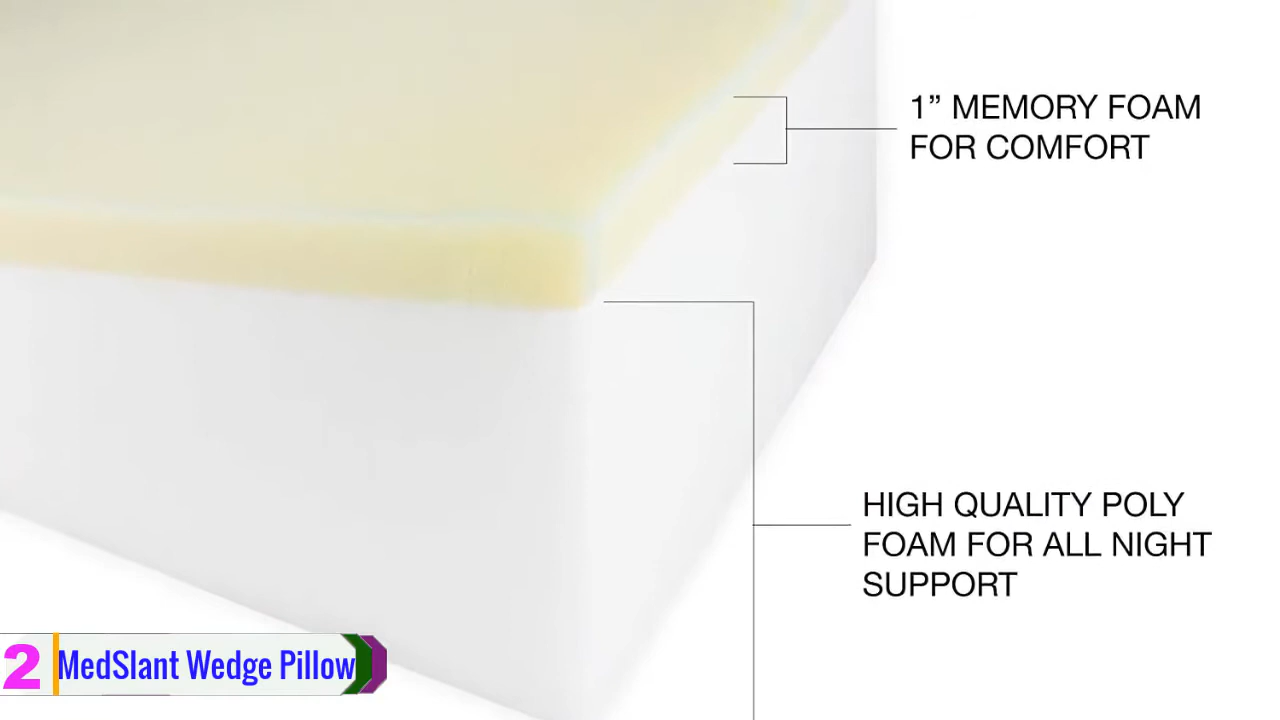 1” MEMORY FOAM
FOR COMFORT
HIGH QUALITY POLY
FOAM FOR ALL NIGHT
SUPPORT
2 MedSlant Wedge Pillow